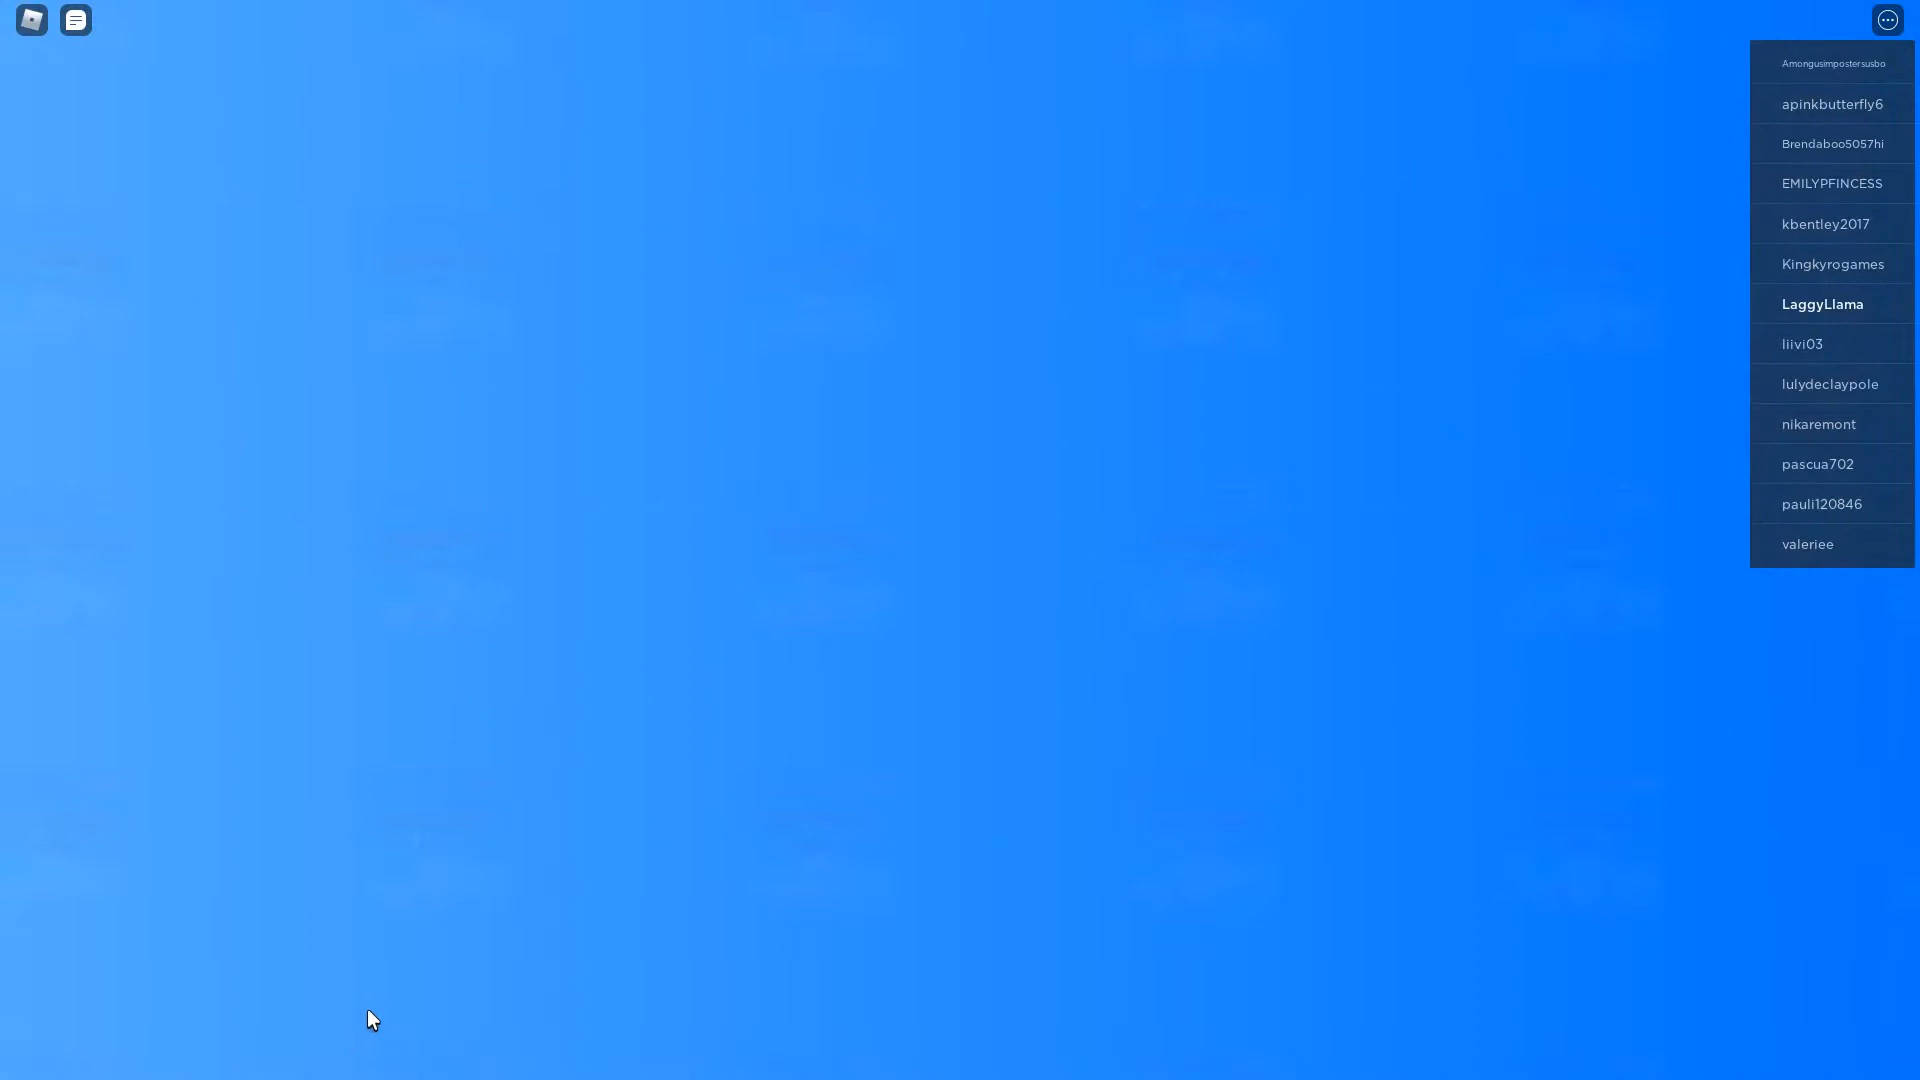 Amongusimpostersusbo
apinkbutterfly6
Brendaboo5057hi
EMILYPFINCESS
kbentley2017
Kingkyrogames
LaggyLlama
liivi03
lulydeclaypole
nikaremont
pascua702
pauli120846
valeriee